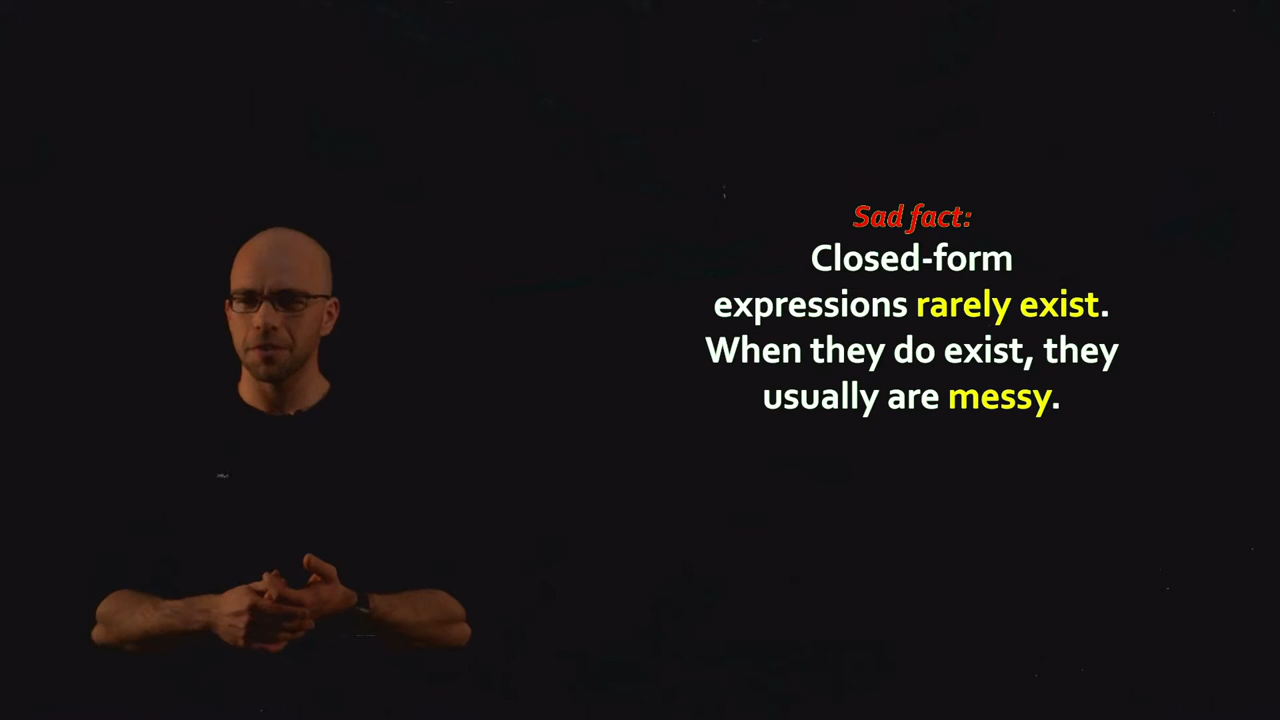 Sad fact:
Closed-form
expressions rarely exist.
When they do exist, they
usually are messy.